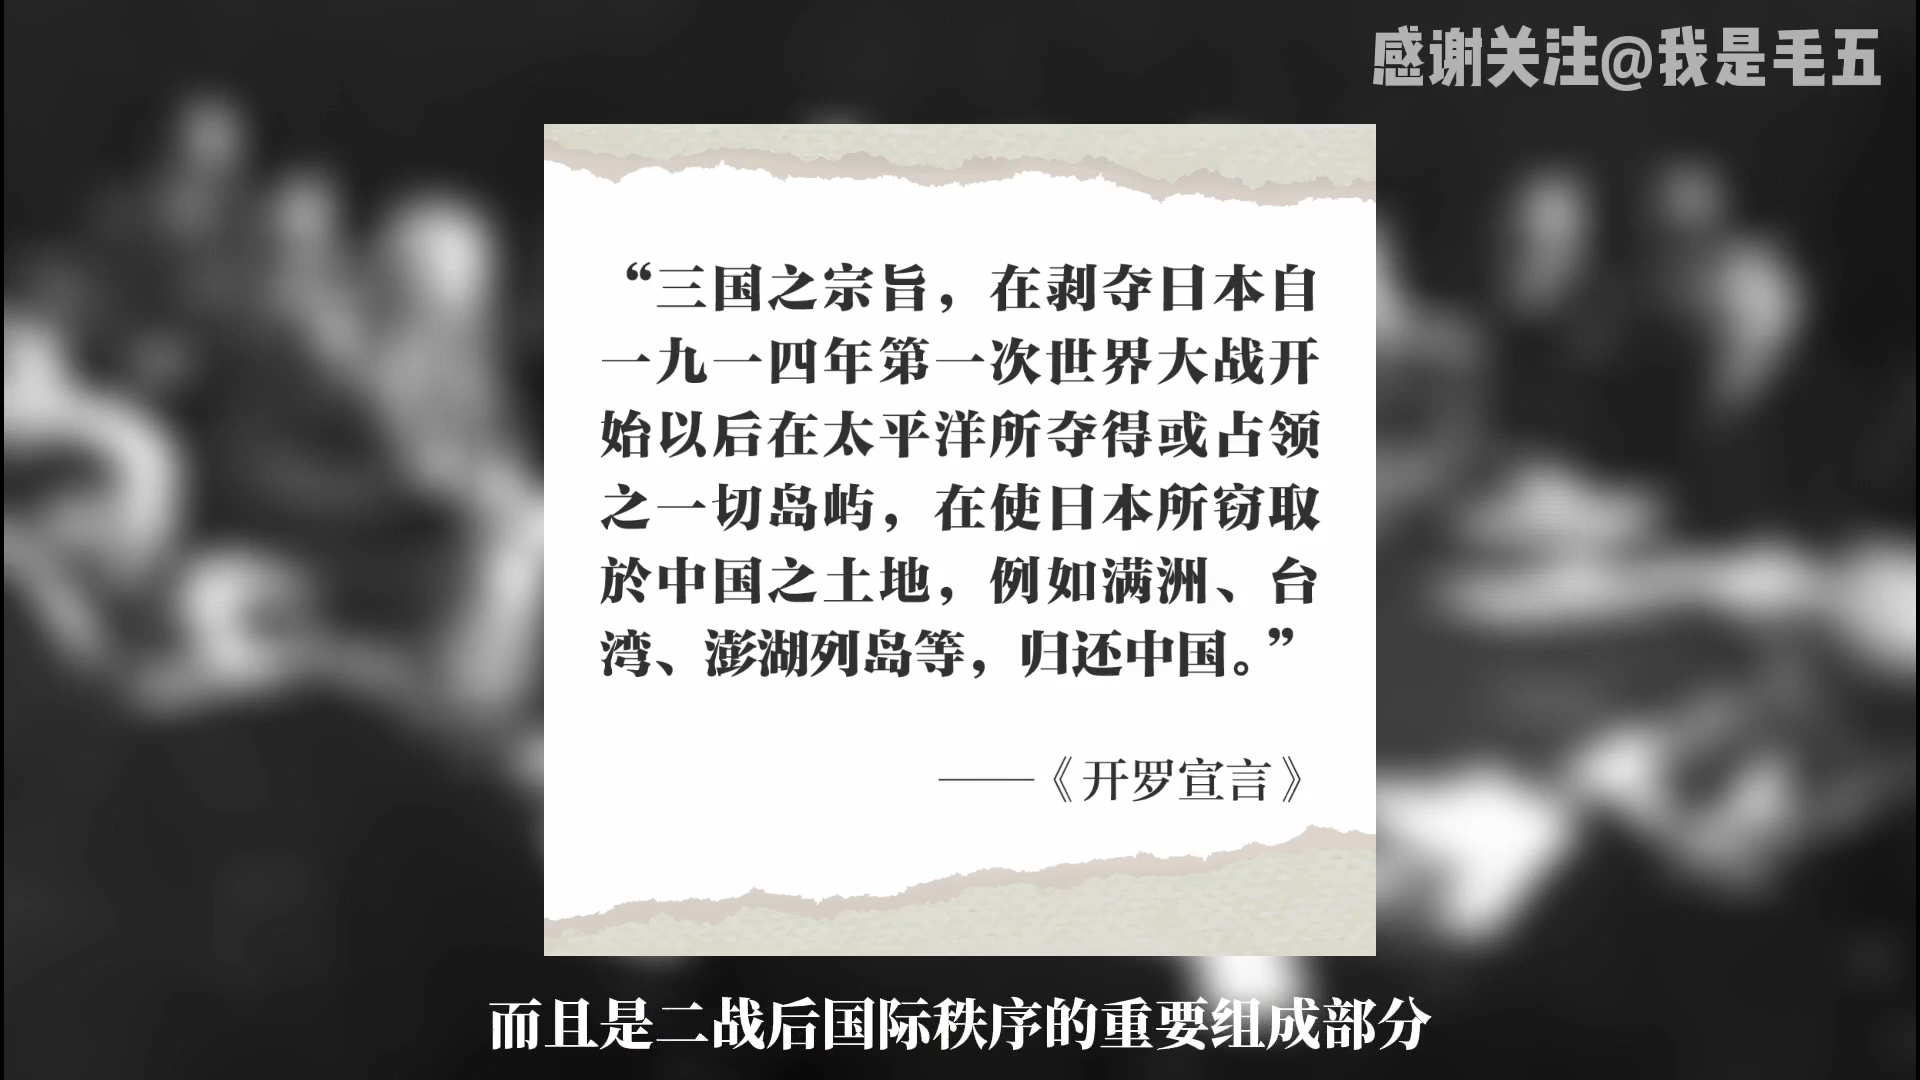 感谢关注@我是毛五
“三国之宗旨，在剥夺日本自
一九一四年第一次世界大战开
始以后在太平洋所夺得或占领
之一切岛屿，在使日本所窃取
於中国之土地，例如满洲、台
湾、澎湖列岛等，归还中国。”
——《开罗宣言》
而且是二战后国际秩序的重要组成部分